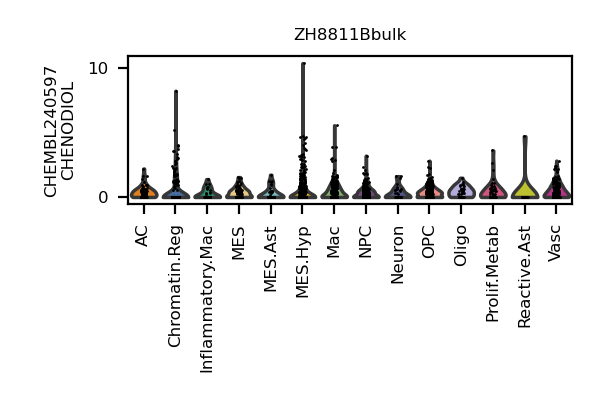 ZH8811Bbulk
CHEMBL240597
CHENODIOL
10
0
AC
Chromatin.Reg
Inflammatory.Mac
MES
MES.Ast
MES.Hyp
Mac
NPC
Neuron
OPC
Oligo
Prolif.Metab
Reactive.Ast
Vasc